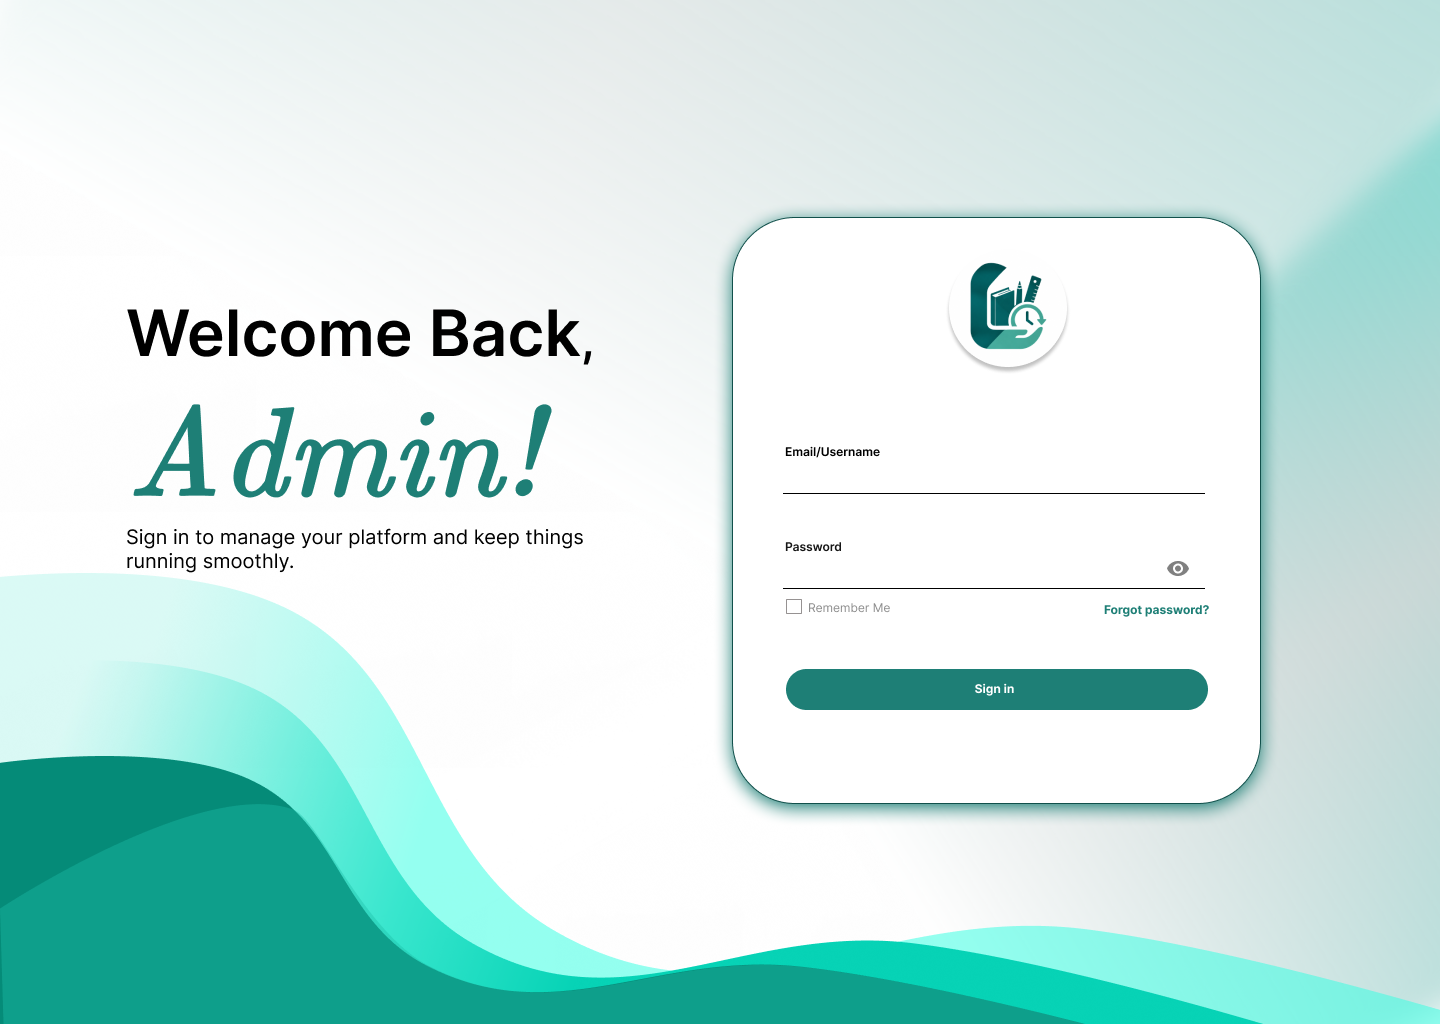 Welcome Back,
Admin!
Sign in to manage your platform and keep things
running smoothly.
Email/Username
Password
Remember Me
Forgot password?
Sign in